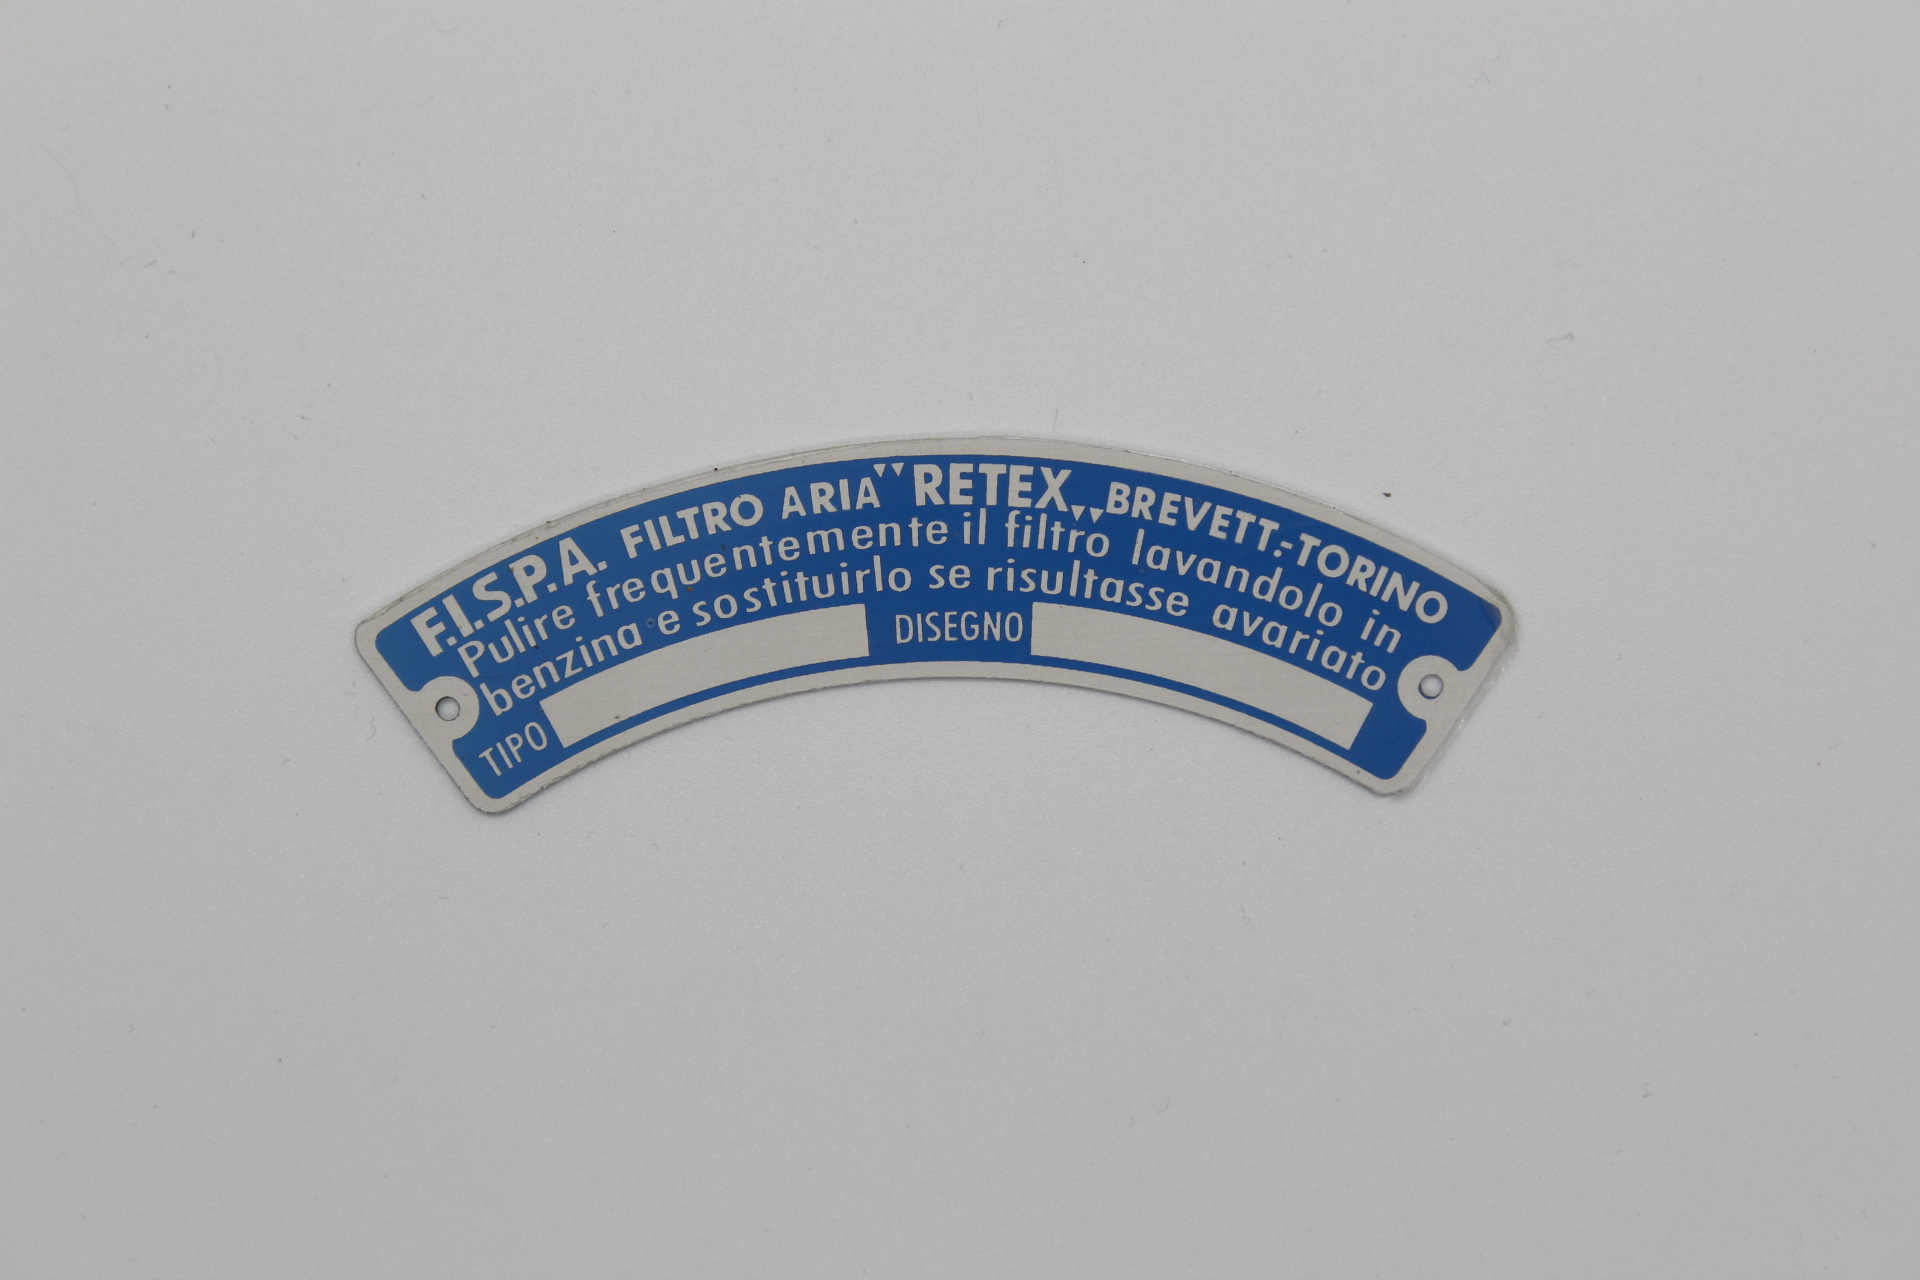 F.I.S.P.A. FILTRO ARIA "RETEX„ BREVETT.-TORINO
Pulire frequentemente il filtro lavandolo in
benzina e sostituirlo se risultasse avariato
TIPO DISEGNO